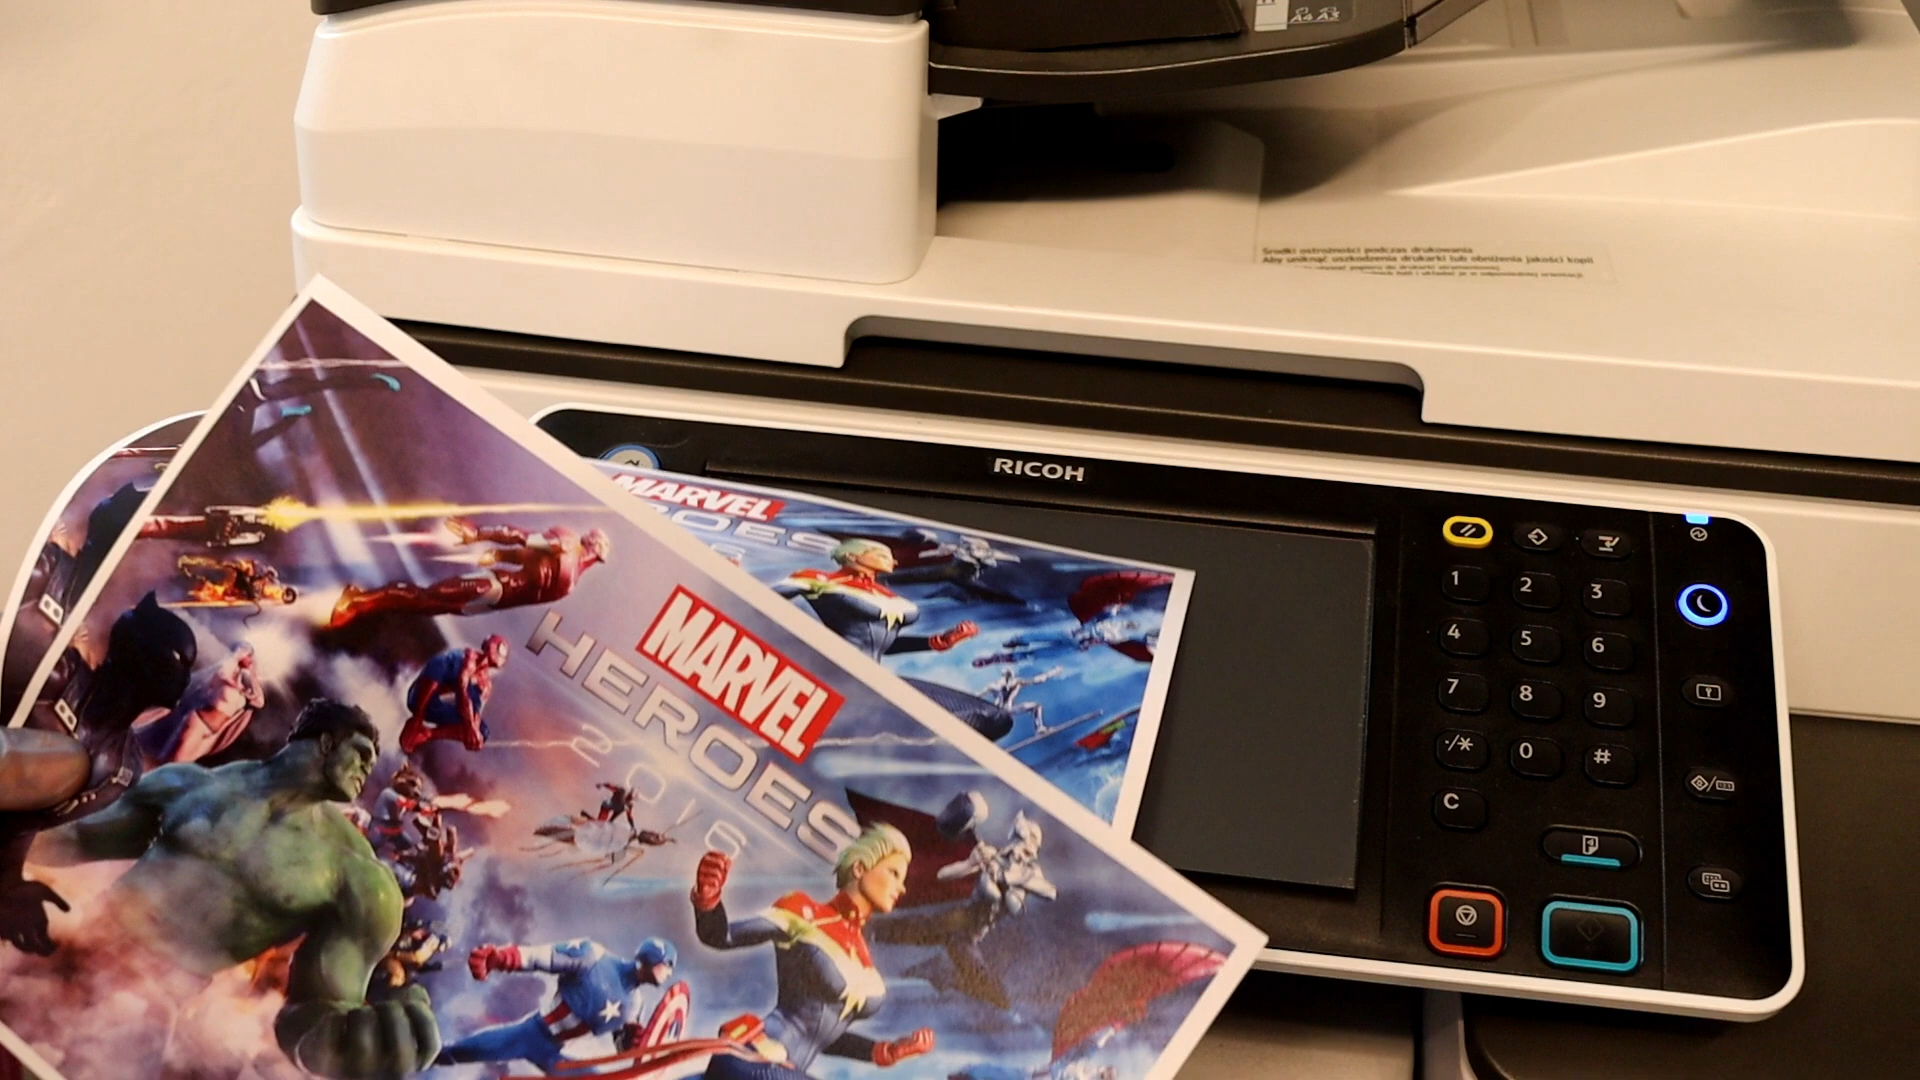 A4 A3
Środki ostrożności podczas drukowania
Aby uniknąć uszkodzenia drukarki lub obniżenia jakości kopii
RICOH
MARVEL
MARVEL
HEROES
2016
1 2 3
4 5 6
7 8 9
./* 0 #
C